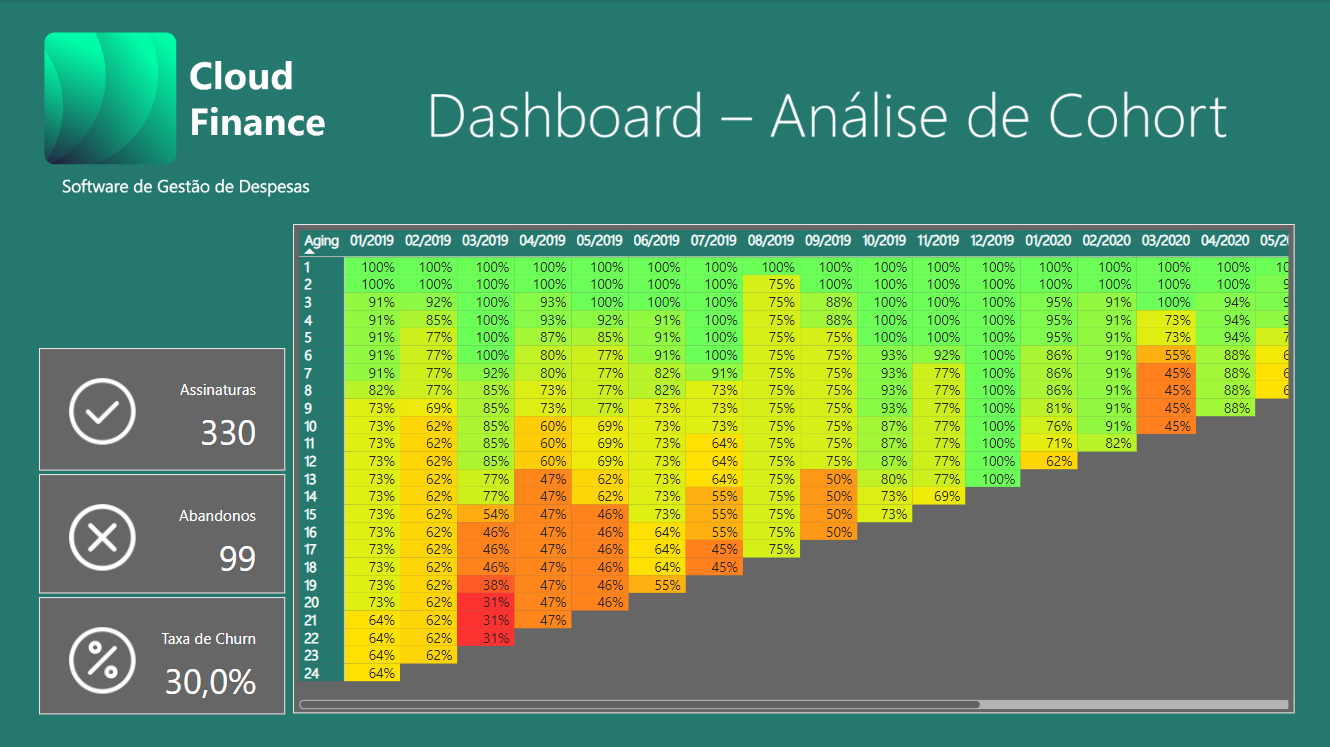 Cloud
Finance
Software de Gestão de Despesas
Dashboard – Análise de Cohort
Assinaturas
330
Abandonos
99
Taxa de Churn
30,0%
Aging 01/2019 02/2019 03/2019 04/2019 05/2019 06/2019 07/2019 08/2019 09/2019 10/2019 11/2019 12/2019 01/2020 02/2020 03/2020 04/2020 05/20
1 100% 100% 100% 100% 100% 100% 100% 100% 100% 100% 100% 100% 100% 100% 100% 100% 10
2 100% 100% 100% 100% 100% 100% 100% 75% 100% 100% 100% 100% 100% 100% 100% 100% 9
3 91% 92% 100% 93% 100% 100% 100% 75% 88% 100% 100% 100% 95% 91% 100% 94% 9
4 91% 85% 100% 93% 92% 91% 100% 75% 88% 100% 100% 100% 95% 91% 73% 94% 9
5 91% 77% 100% 87% 85% 91% 100% 75% 75% 100% 100% 100% 95% 91% 73% 94% 7
6 91% 77% 100% 80% 77% 91% 100% 75% 75% 93% 92% 100% 86% 91% 55% 88% 6
7 91% 77% 92% 80% 77% 82% 91% 75% 75% 93% 77% 100% 86% 91% 45% 88% 6
8 82% 77% 85% 73% 77% 82% 73% 75% 75% 93% 77% 100% 86% 91% 45% 88% 6
9 73% 69% 85% 73% 77% 73% 73% 75% 75% 93% 77% 100% 81% 91% 45% 88%
10 73% 62% 85% 60% 69% 73% 73% 75% 75% 87% 77% 100% 76% 91% 45%
11 73% 62% 85% 60% 69% 73% 64% 75% 75% 87% 77% 100% 71% 82%
12 73% 62% 85% 60% 69% 73% 64% 75% 75% 87% 77% 100% 62%
13 73% 62% 77% 47% 62% 73% 64% 75% 50% 80% 77% 100%
14 73% 62% 77% 47% 62% 73% 55% 75% 50% 73% 69%
15 73% 62% 54% 47% 46% 73% 55% 75% 50% 73%
16 73% 62% 46% 47% 46% 64% 55% 75% 50%
17 73% 62% 46% 47% 46% 64% 45% 75%
18 73% 62% 46% 47% 46% 64% 45%
19 73% 62% 38% 47% 46% 55%
20 73% 62% 31% 47% 46%
21 64% 62% 31% 47%
22 64% 62% 31%
23 64% 62%
24 64%